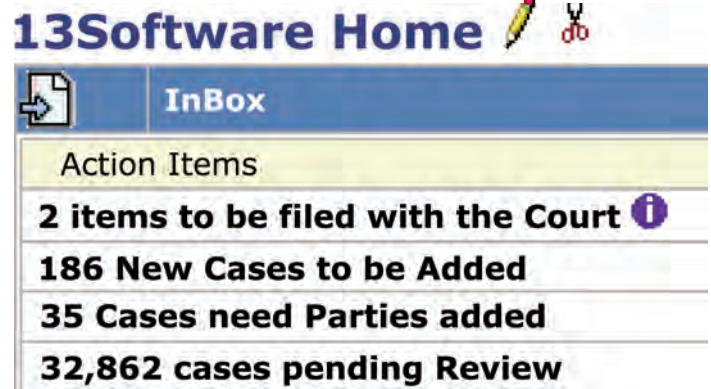 13Software Home
InBox
Action Items
2 items to be filed with the Court
186 New Cases to be Added
35 Cases need Parties added
32,862 cases pending Review